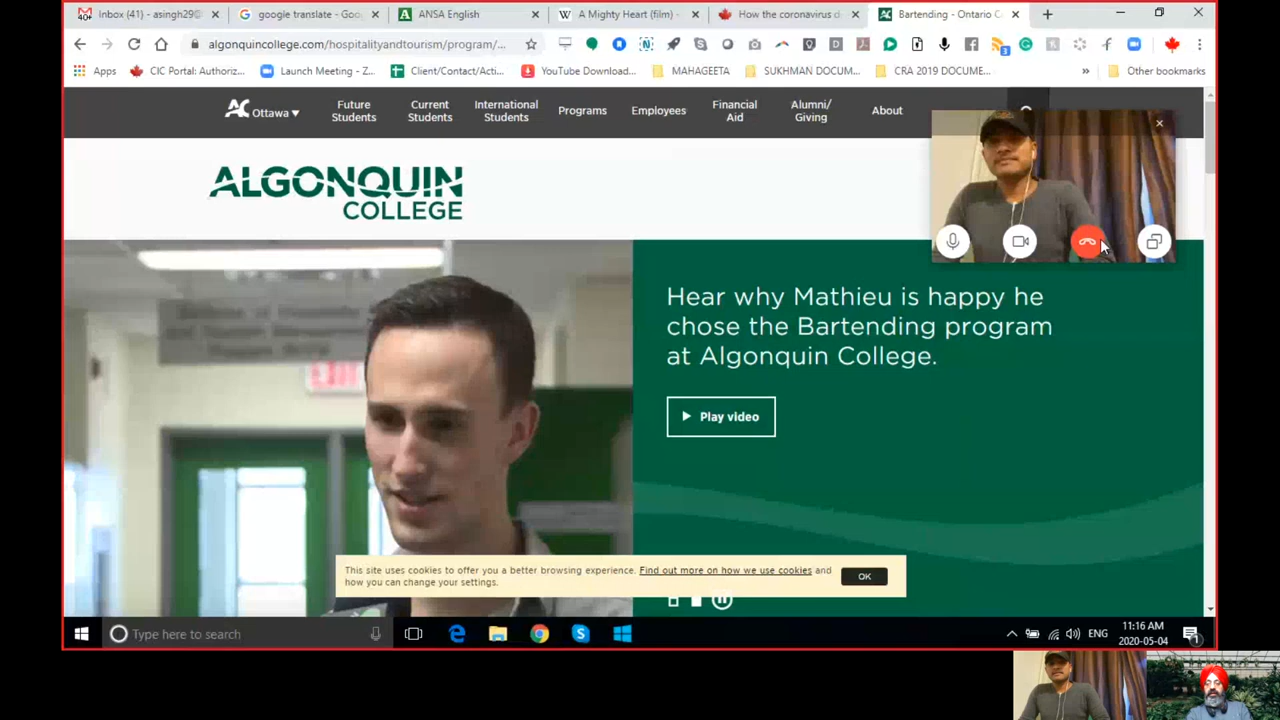 40+
Inbox (41) - asingh29@
google translate - Goo
ANSA English
A Mighty Heart (film) -
How the coronavirus d
Bartending - Ontario C
algonquincollege.com/hospitalityandtourism/program/...
3
Apps
CIC Portal: Authoriz...
Launch Meeting - Z...
Client/Contact/Acti...
YouTube Download...
MAHAGEETA
SUKHMAN DOCUM...
CRA 2019 DOCUME...
»
Other bookmarks
AC Ottawa
Future
Students
Current
Students
International
Students
Programs
Employees
Financial
Aid
Alumni/
Giving
About
ALGONQUIN
COLLEGE
EXIT
Hear why Mathieu is happy he
chose the Bartending program
at Algonquin College.
Play video
This site uses cookies to offer you a better browsing experience. Find out more on how we use cookies and
how you can change your settings.
OK
Type here to search
ENG
11:16 AM
2020-05-04
1